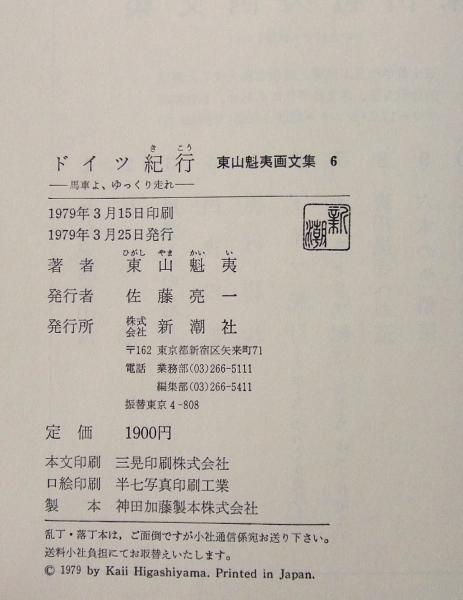 ドイツ紀行 東山魁夷画文集 6
―馬車よ、ゆっくり走れ―
1979年3月15日印刷
1979年3月25日発行
新潮
著者 東山魁夷
発行者 佐藤亮一
発行所 株式会社 新潮社
〒162 東京都新宿区矢来町71
電話 業務部(03)266-5111
編集部(03)266-5411
振替東京4-808
定価 1900円
本文印刷 三晃印刷株式会社
口絵印刷 半七写真印刷工業
製本 神田加藤製本株式会社
乱丁・落丁本は、ご面倒ですが小社通信係宛お送り下さい。
送料小社負担にてお取替えいたします。
© 1979 by Kaii Higashiyama. Printed in Japan.